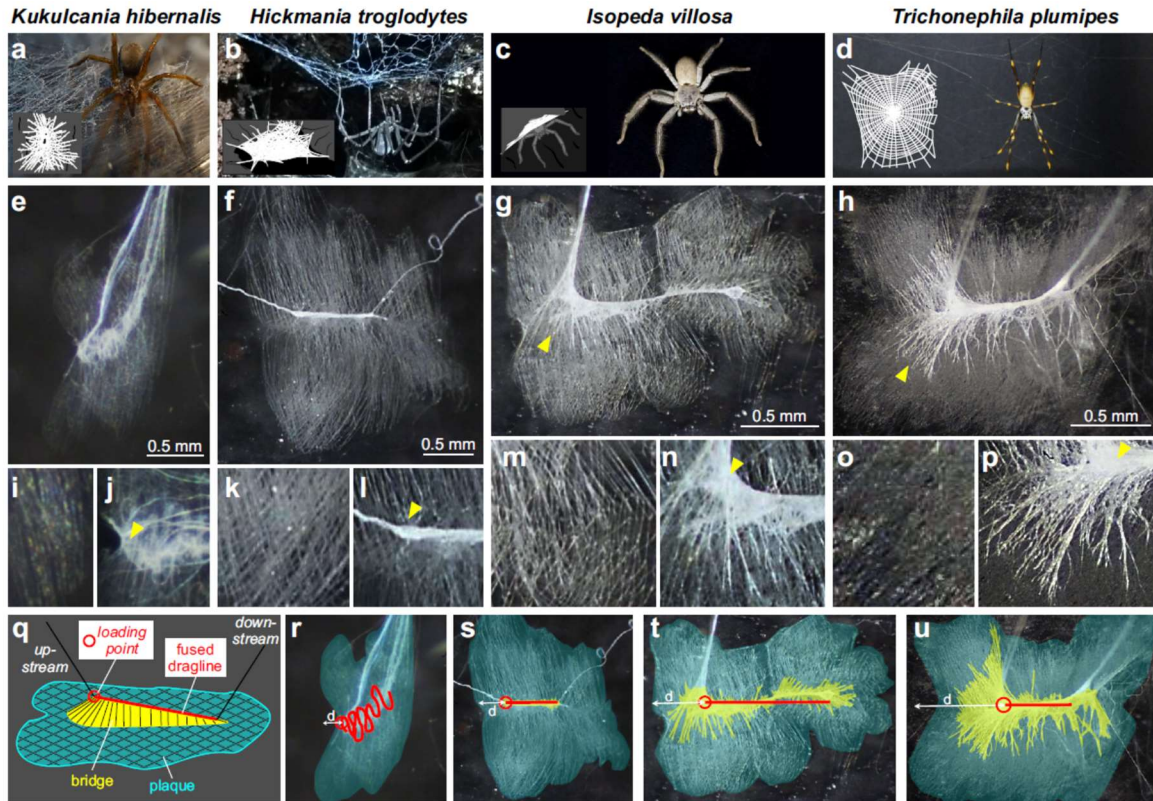 Kukulcania hibernalis
Hickmania troglodytes
Isopeda villosa
Trichonephila plumipes
a
b
c
d
e
f
g
h
0.5 mm
0.5 mm
0.5 mm
0.5 mm
i
j
k
l
m
n
o
p
q
loading
point
up-
stream
fused
dragline
down-
stream
bridge
plaque
r
d
s
d
t
d
u
d